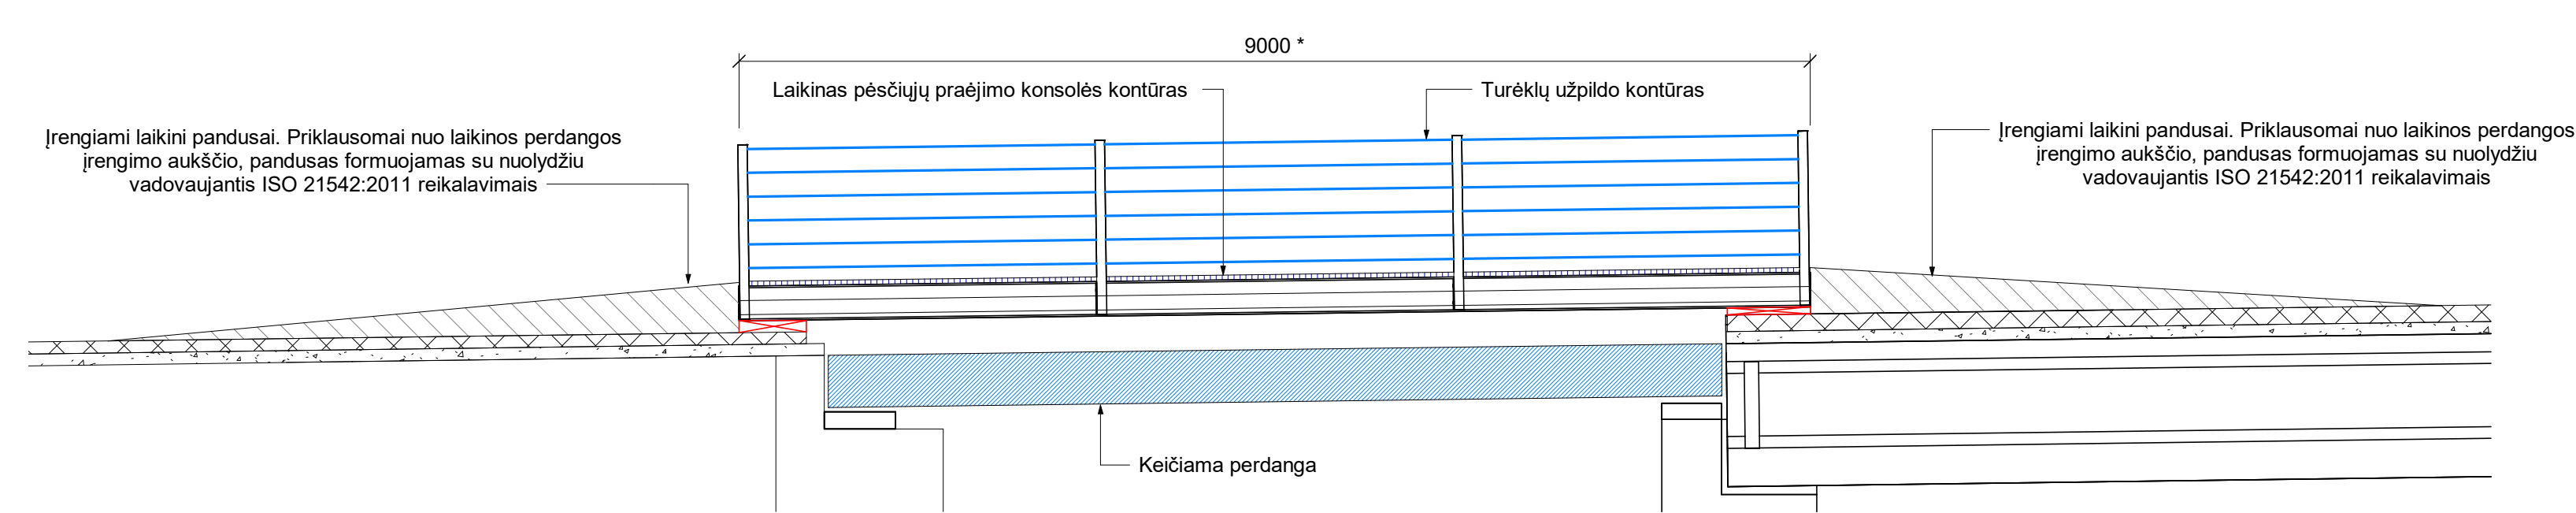 9000 *
Laikinas pėsčiųjų praėjimo konsolės kontūras
Turėklų užpildo kontūras
Įrengiami laikini pandusai. Priklausomai nuo laikinos perdangos
įrengimo aukščio, pandusas formuojamas su nuolydžiu
vadovaujantis ISO 21542:2011 reikalavimais
Įrengiami laikini pandusai. Priklausomai nuo laikinos perdangos
įrengimo aukščio, pandusas formuojamas su nuolydžiu
vadovaujantis ISO 21542:2011 reikalavimais
Keičiama perdanga